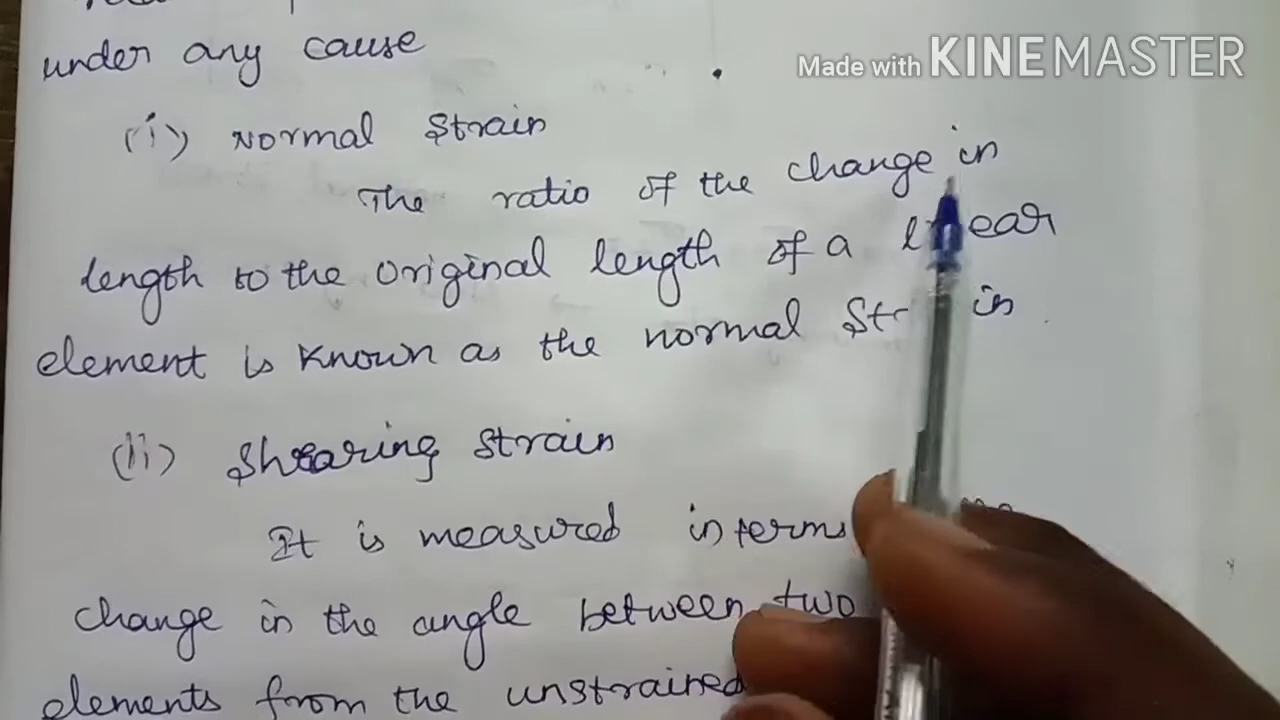 under any cause
Made with KINEMASTER
(i) Normal Strain
The ratio of the change in
length to the original length of a
element is known as the normal
(ii) Shearing Strain
It is measured in terms
change in the angle between two
elements from the unstrained